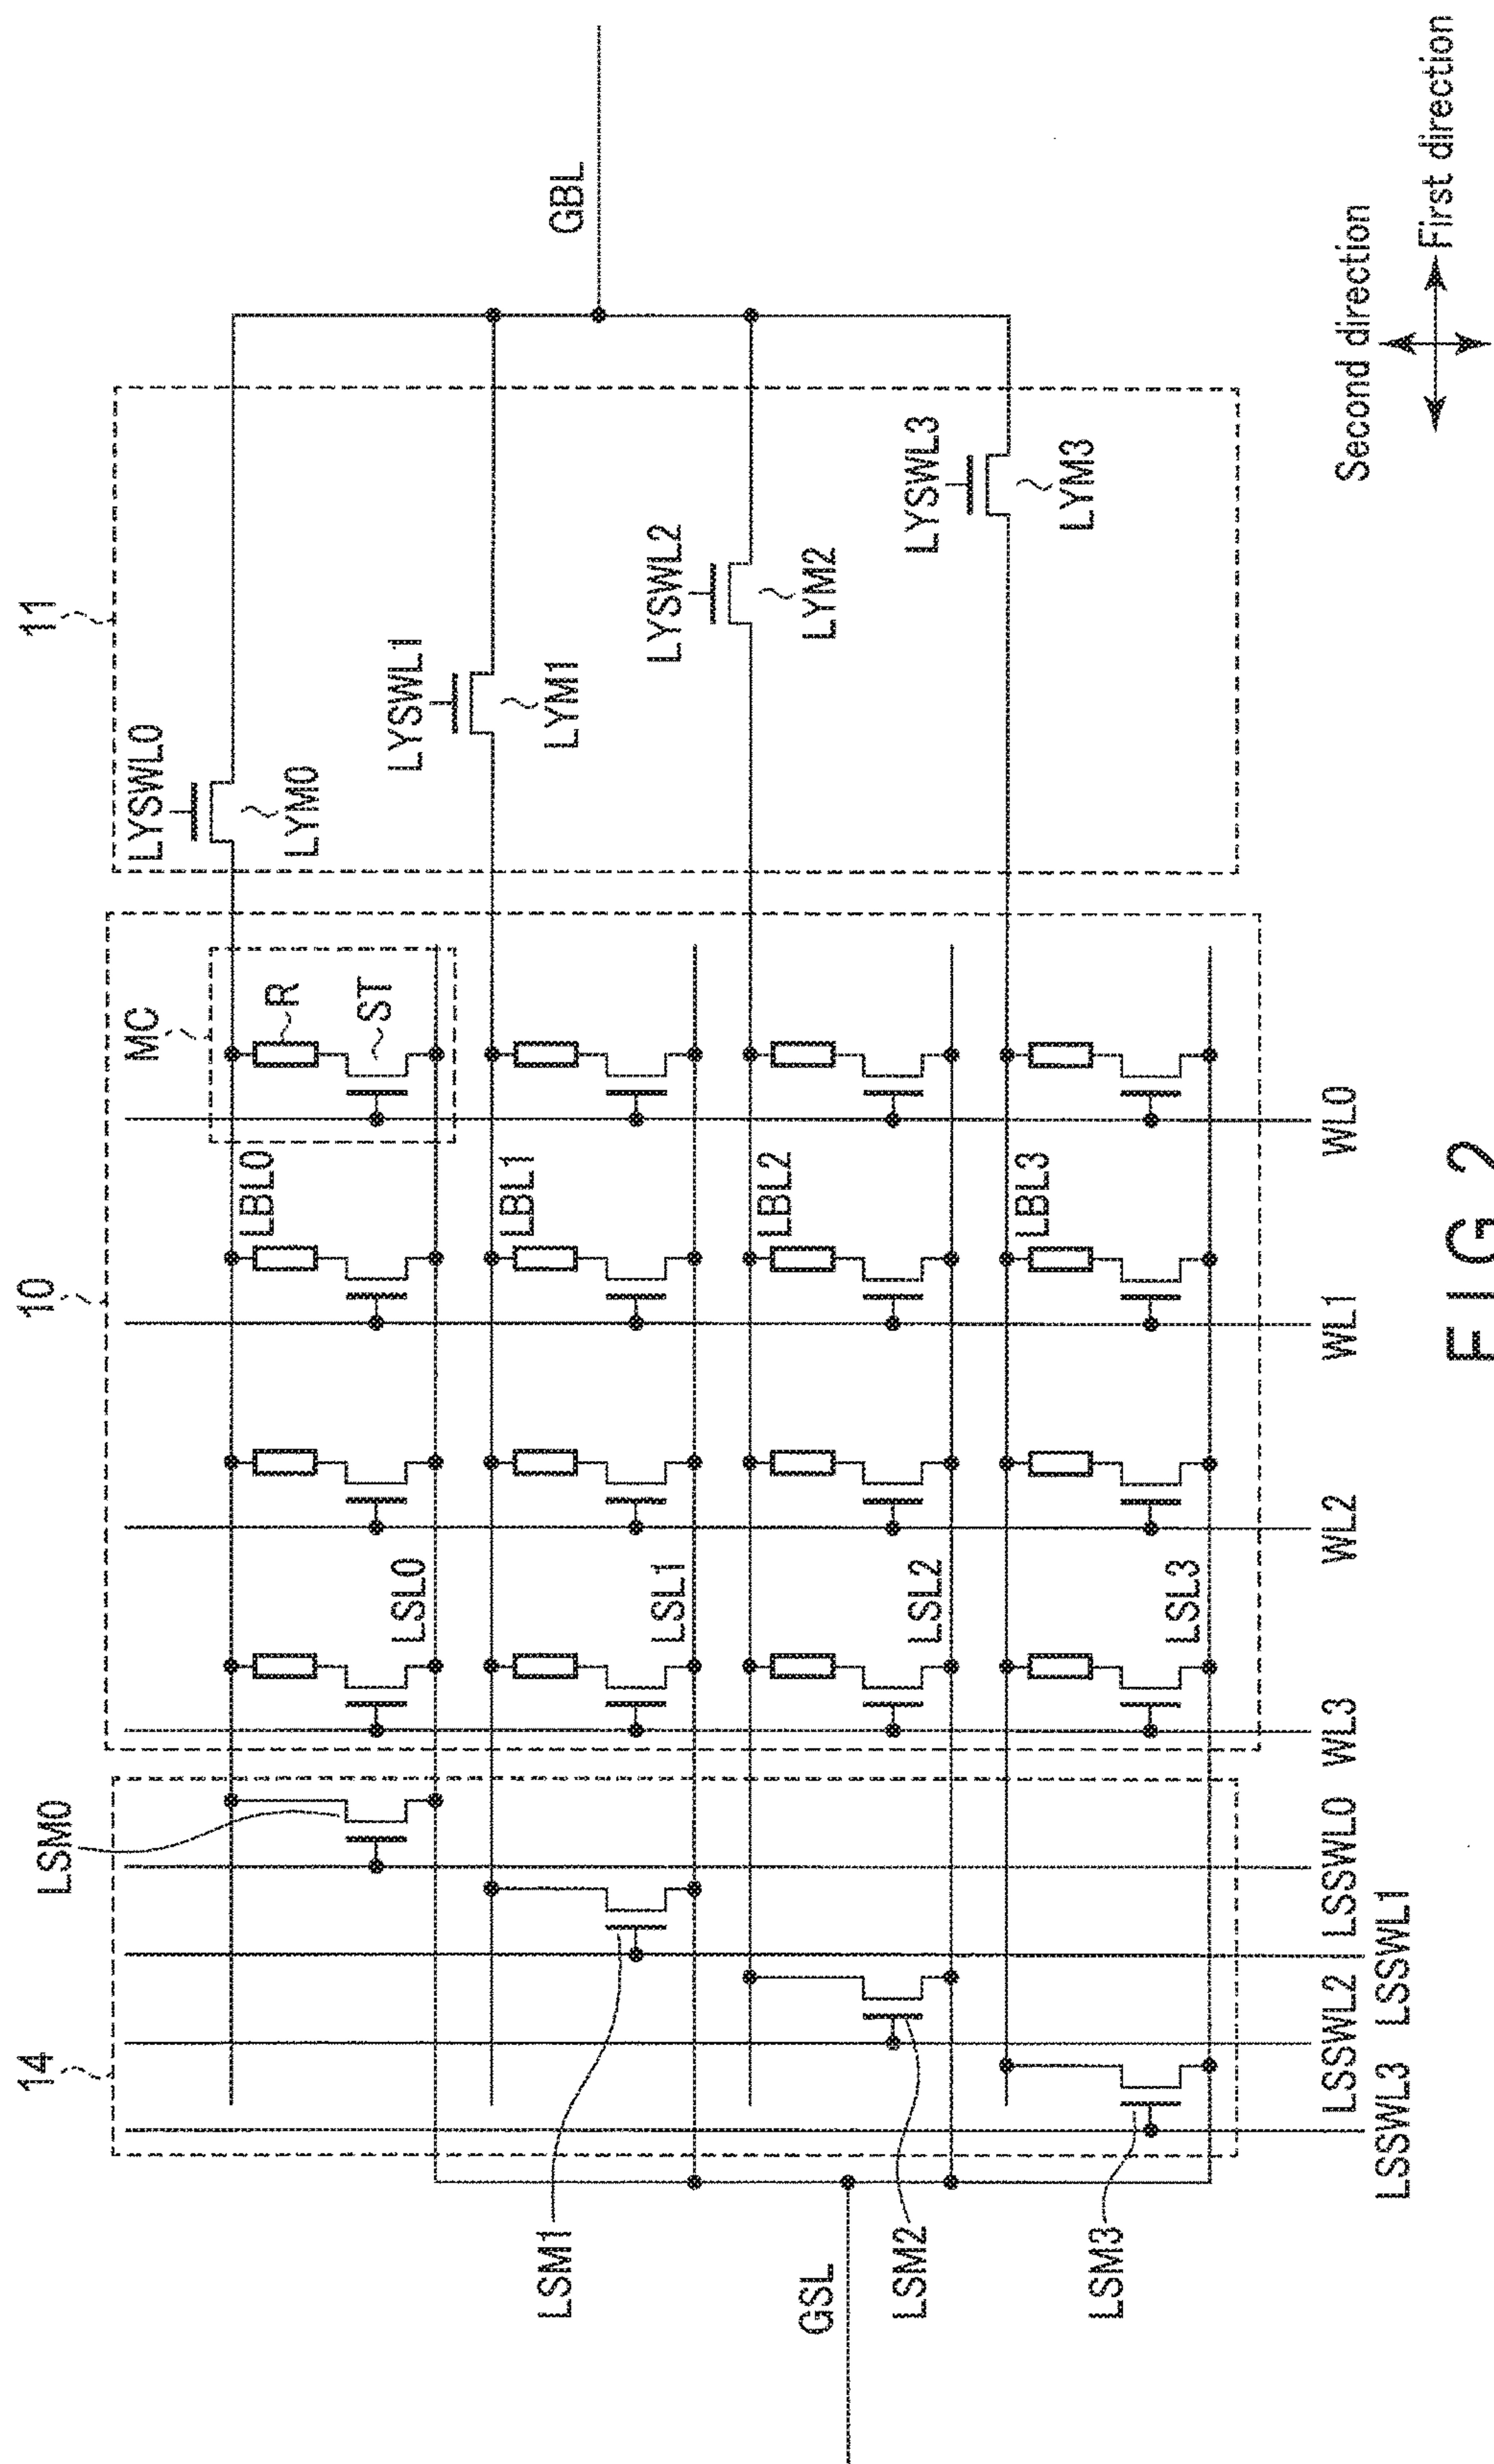 14
10
11
LSM0
MC
R
ST
LYSWL0
LYM0
LBL0
LSL0
LYSWL1
LYM1
LBL1
LSL1
LSM1
GBL
LYSWL2
LYM2
LBL2
LSL2
GSL
LSM2
LYSWL3
LYM3
LBL3
LSL3
LSM3
LSSWL3
LSSWL2
LSSWL1
LSSWL0
WL3
WL2
WL1
WL0
Second direction
First direction
FIG 2